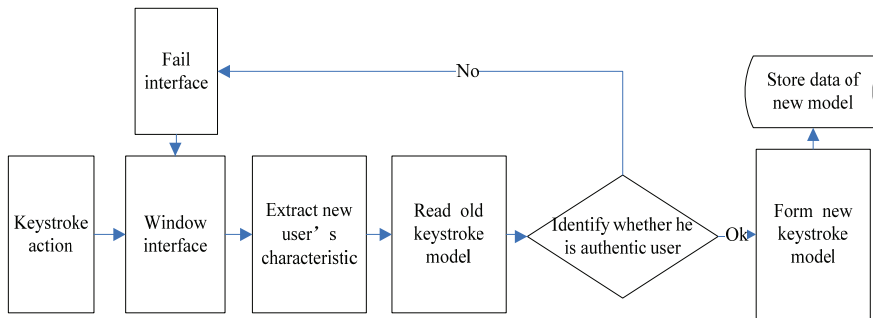 Fail
interface
No
Store data of
new model
Keystroke
action
Window
interface
Extract new
user’s
characteristic
Read old
keystroke
model
Identify whether he
is authentic user
Ok
Form new
keystroke
model